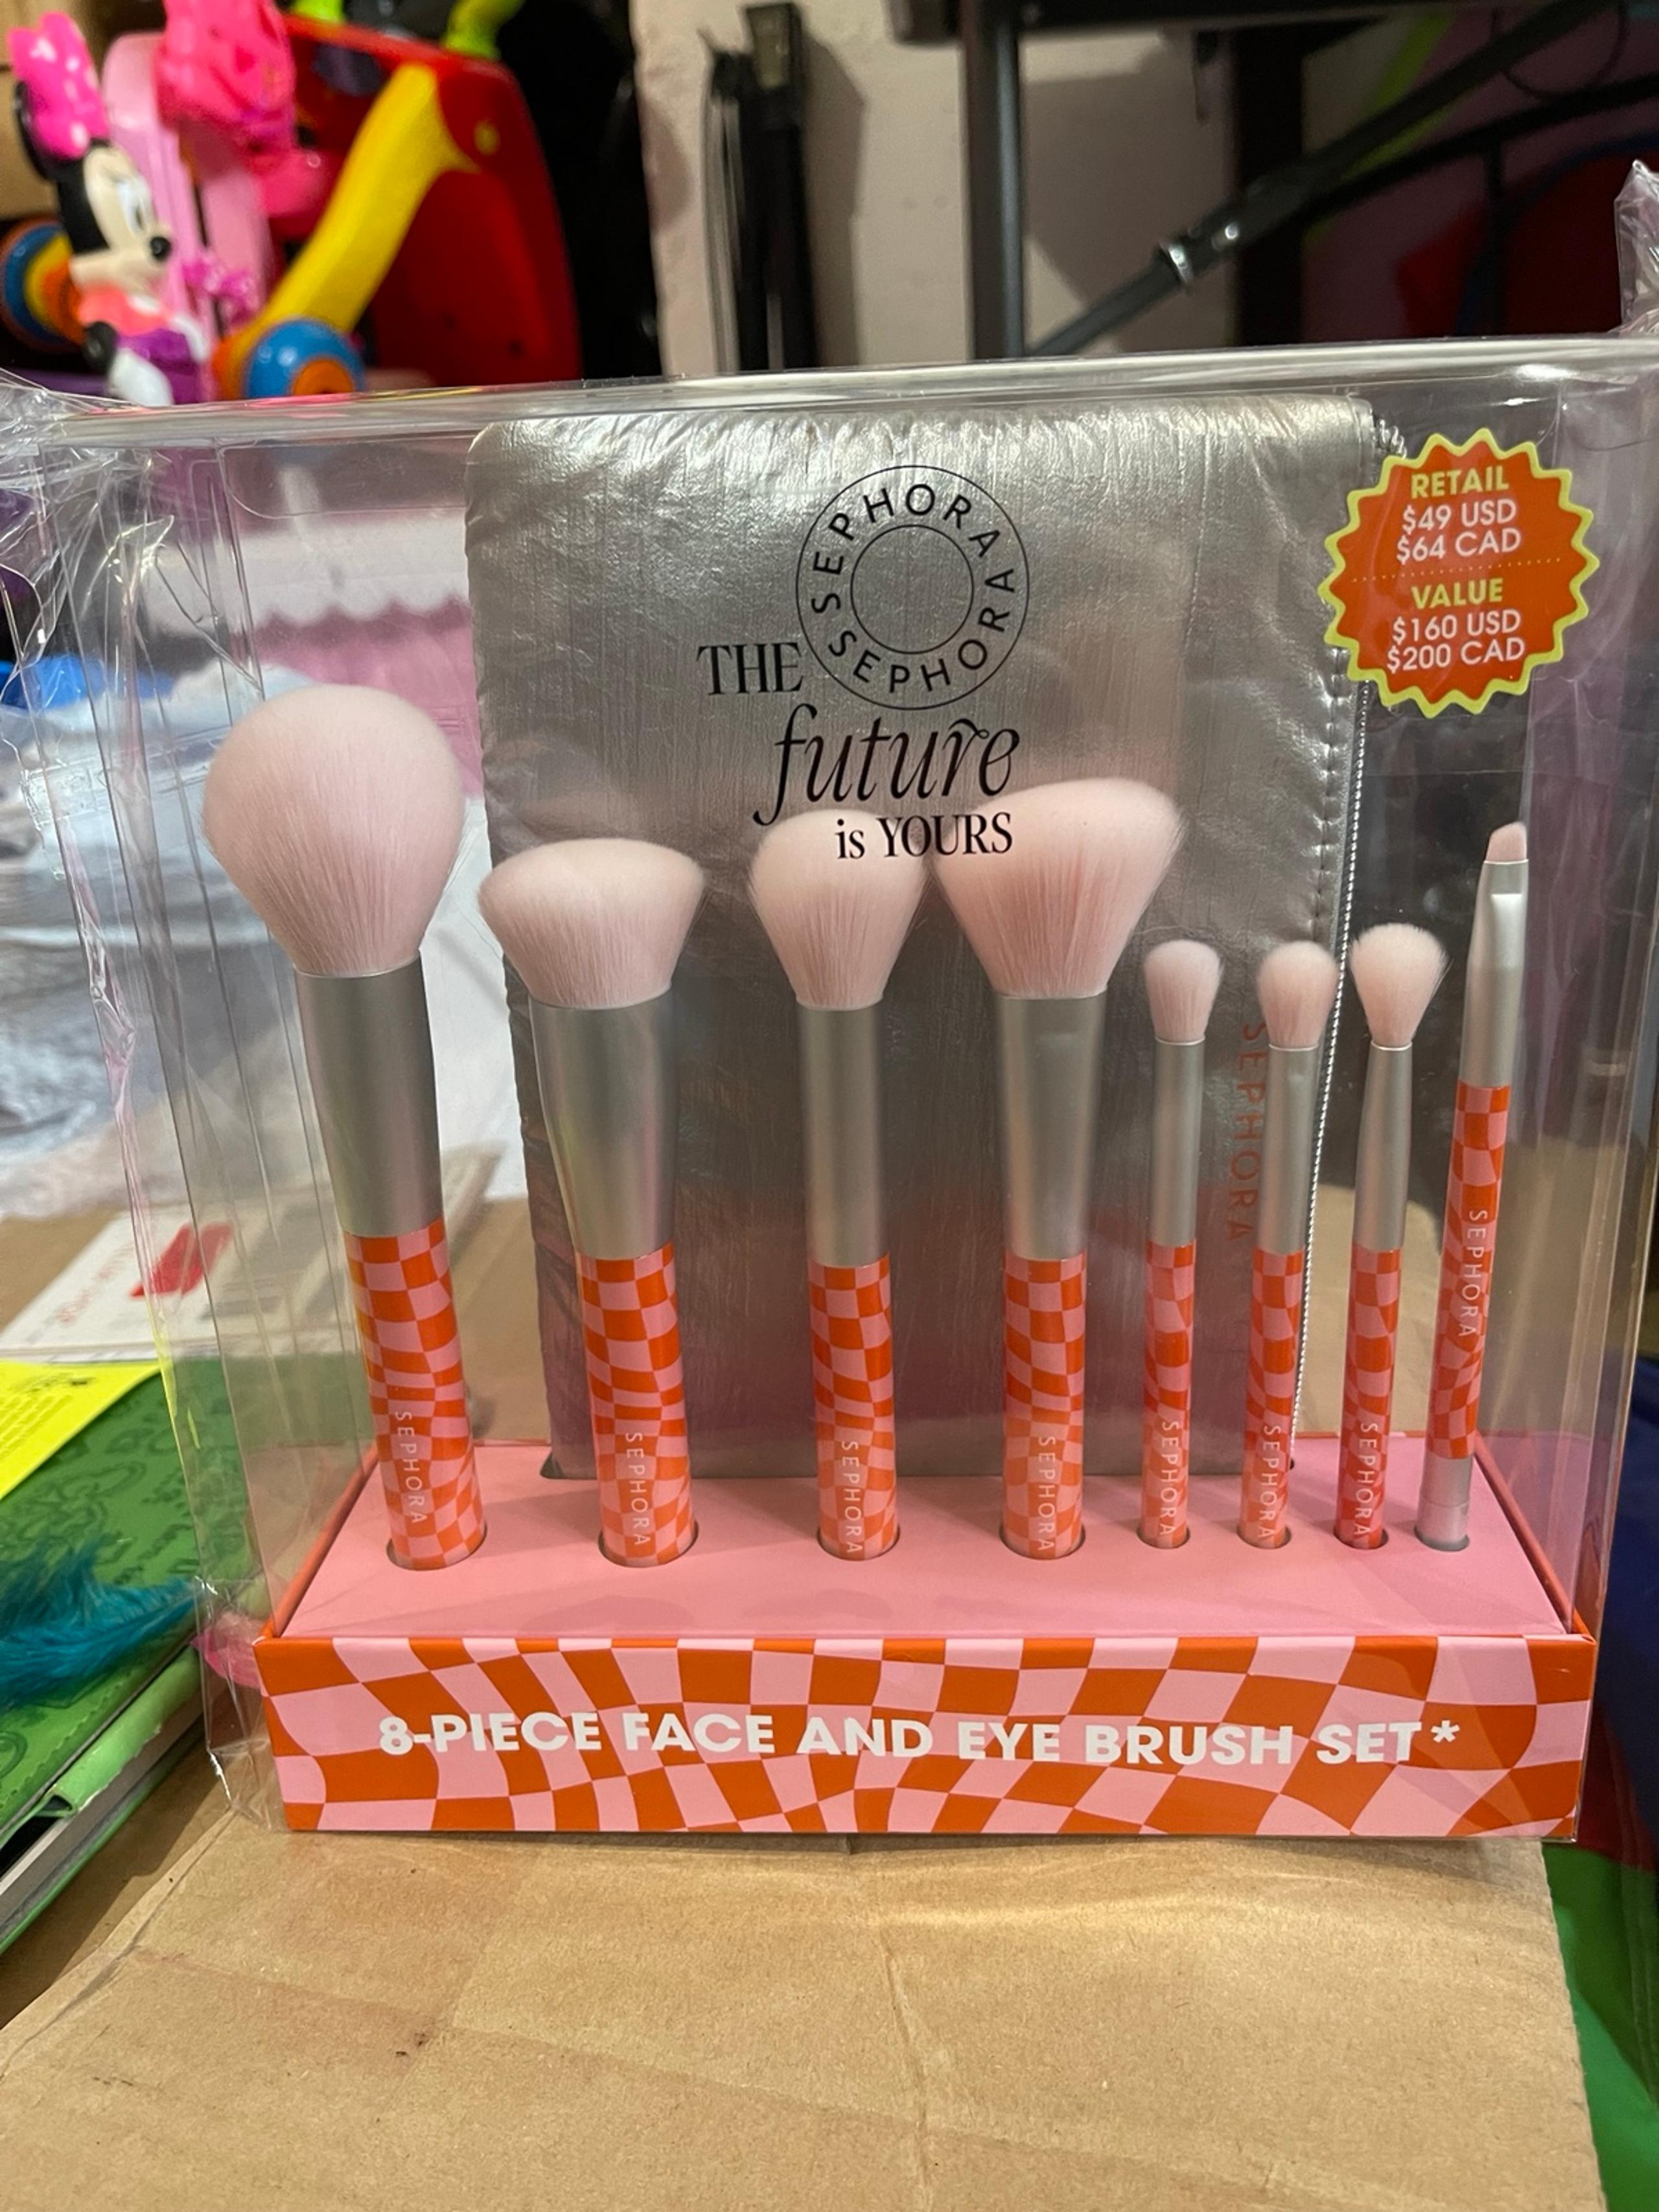 SEPHORA SEPHORA
THE
future
is YOURS
RETAIL
$49 USD
$64 CAD
VALUE
$160 USD
$200 CAD
SEPHORA
SEPHORA
SEPHORA
SEPHORA
SEPHORA
SEPHORA
SEPHORA
SEPHORA
SEPHORA
8-PIECE FACE AND EYE BRUSH SET*